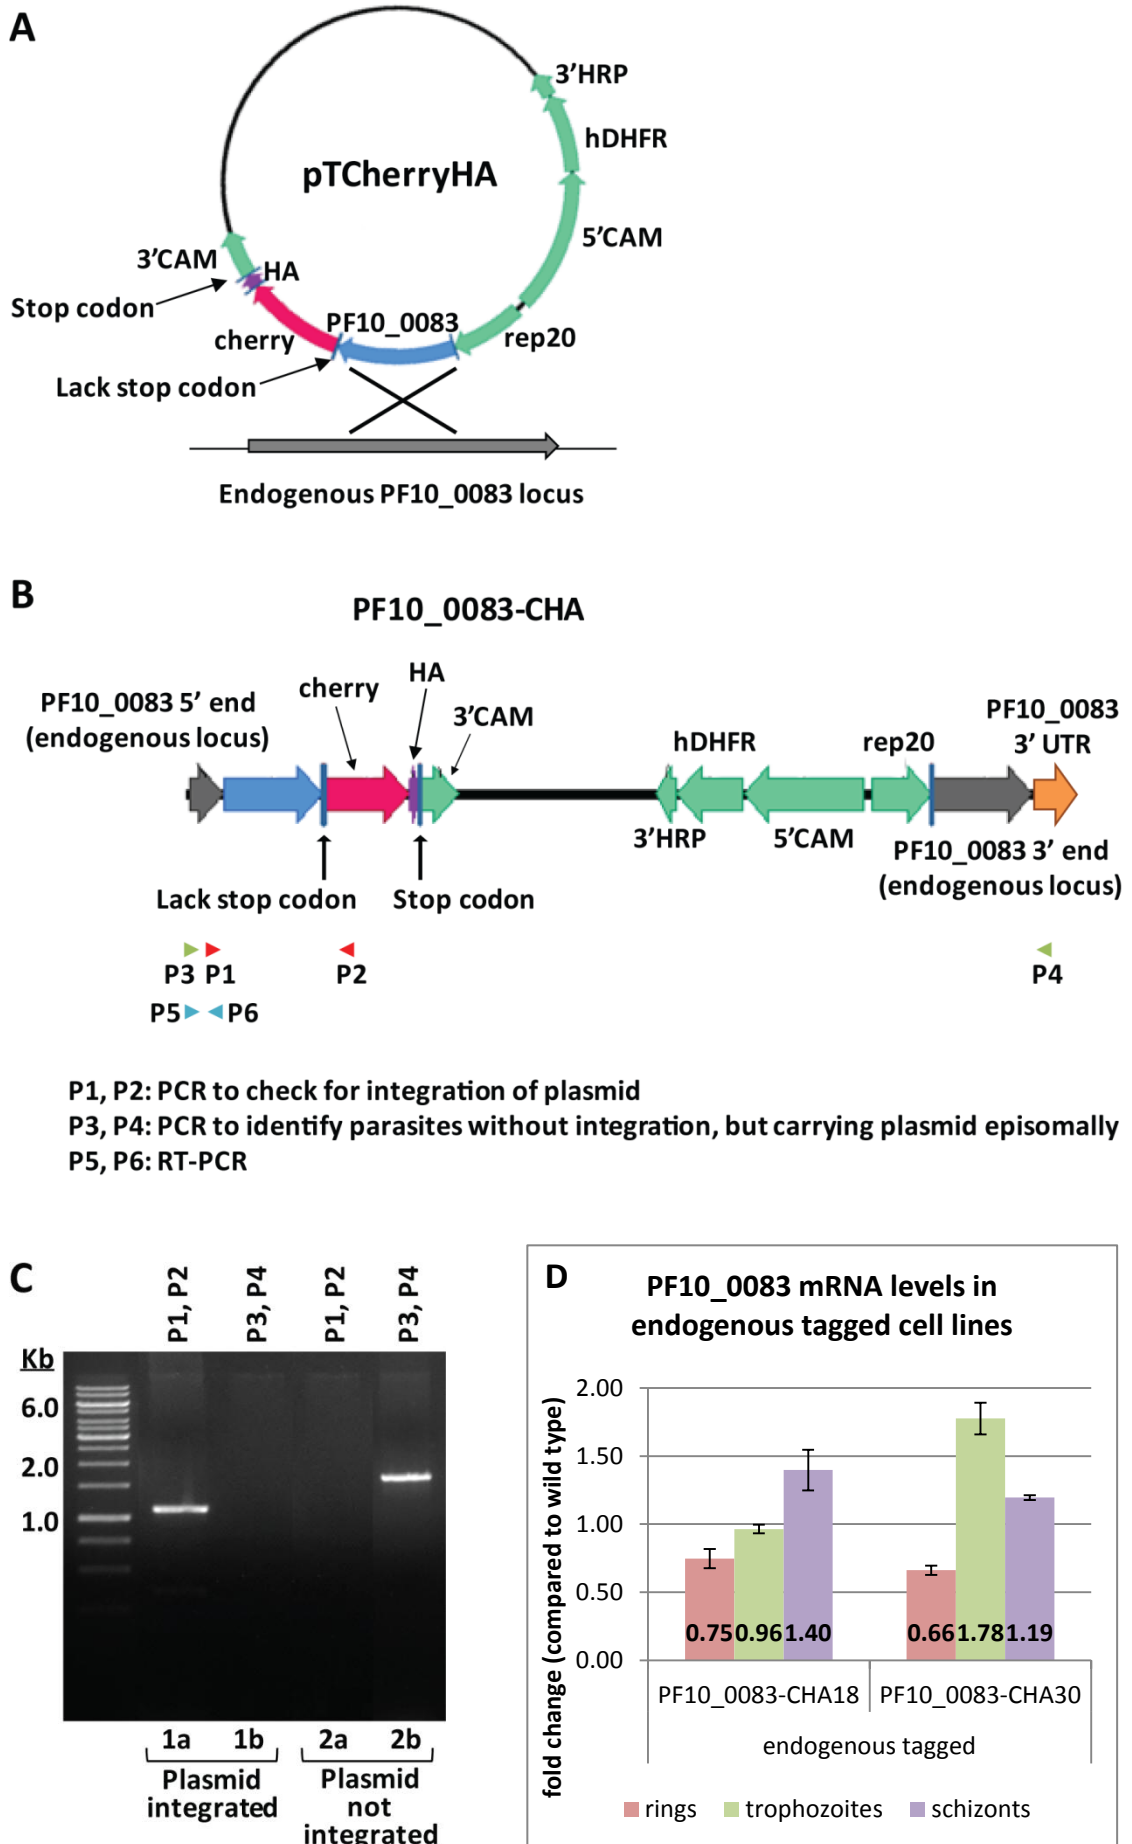 A
3'HRP
hDHFR
pTCherryHA
5'CAM
3'CAM
HA
Stop codon
PF10_0083
cherry
rep20
Lack stop codon
Endogenous PF10_0083 locus
B
PF10_0083-CHA
HA
cherry
PF10_0083 5' end
(endogenous locus)
3'CAM
PF10_0083
3' UTR
hDHFR
rep20
3'HRP
5'CAM
PF10_0083 3' end
(endogenous locus)
Lack stop codon
Stop codon
P3 P1
P2
P4
P5
P6
P1, P2: PCR to check for integration of plasmid
P3, P4: PCR to identify parasites without integration, but carrying plasmid episomally
P5, P6: RT-PCR
C
P1, P2
P3, P4
P1, P2
P3, P4
Kb
6.0
2.0
1.0
1a
1b
2a
2b
Plasmid
integrated
Plasmid
not
integrated
D
PF10_0083 mRNA levels in
endogenous tagged cell lines
fold change (compared to wild type)
2.00
1.50
1.00
0.50
0.00
0.75
0.96
1.40
0.66
1.78
1.19
PF10_0083-CHA18
PF10_0083-CHA30
endogenous tagged
rings
trophozoites
schizonts